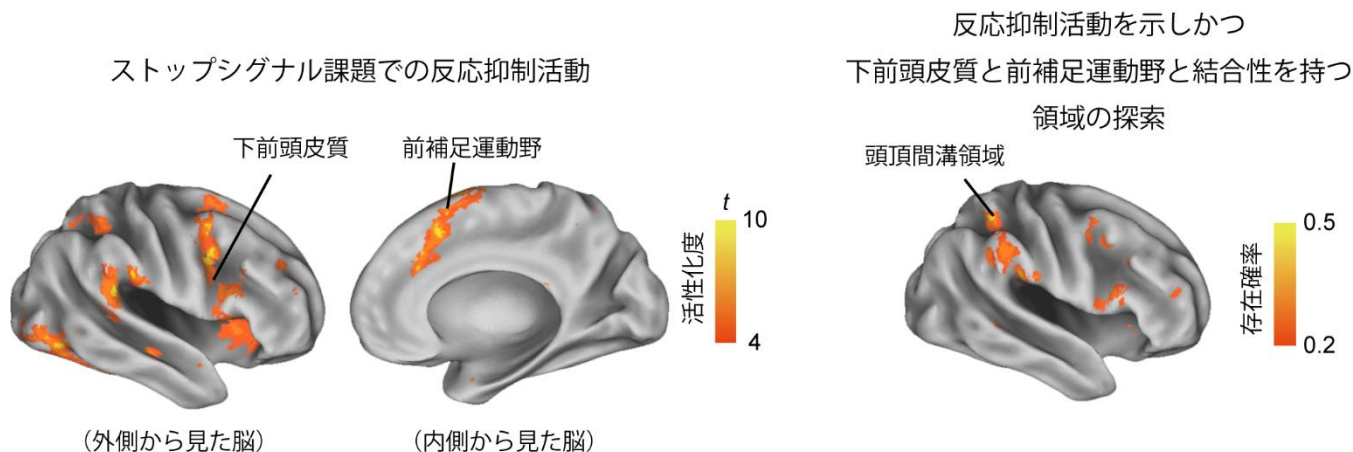 ストップシグナル課題での反応抑制活動
下前頭皮質
前補足運動野
t
10
活性化度
4
（外側から見た脳）
（内側から見た脳）
反応抑制活動を示しかつ
下前頭皮質と前補足運動野と結合性を持つ
領域の探索
頭頂間溝領域
0.5
存在確率
0.2